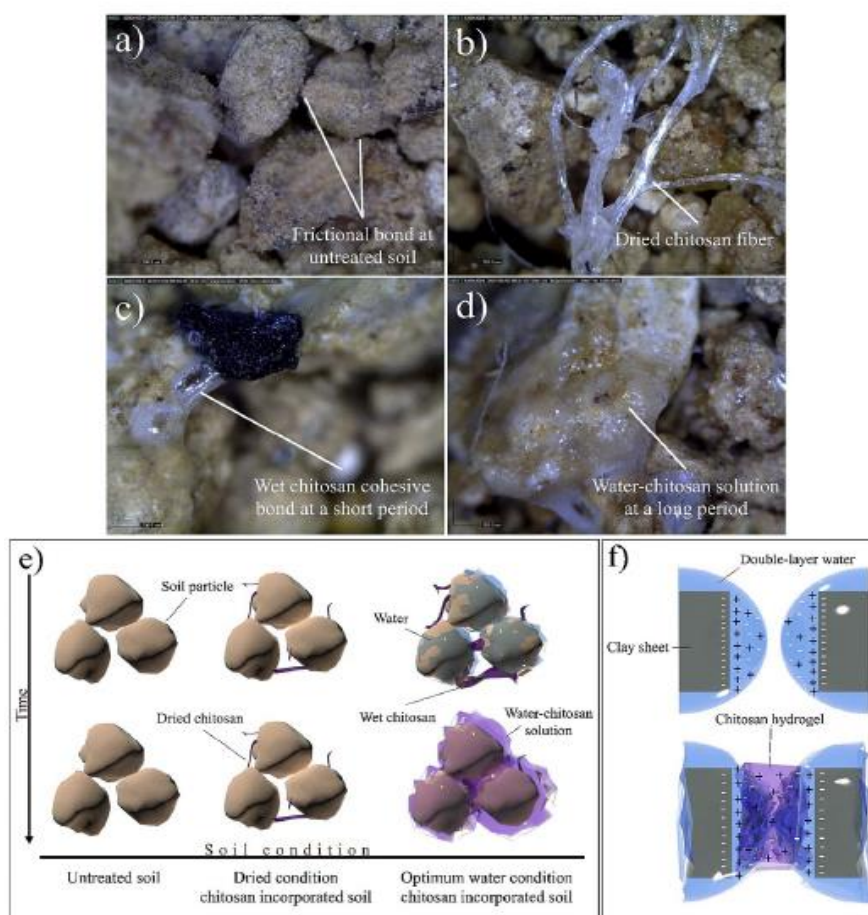 a)
Frictional bond at
untreated soil
b)
Dried chitosan fiber
c)
Wet chitosan cohesive
bond at a short period
d)
Water-chitosan solution
at a long period
e)
Soil particle
Water
Wet chitosan
Dried chitosan
Water-chitosan
solution
Time
Soil condition
Untreated soil
Dried condition
chitosan incorporated soil
Optimum water condition
chitosan incorporated soil
f)
Double-layer water
Clay sheet
Chitosan hydrogel